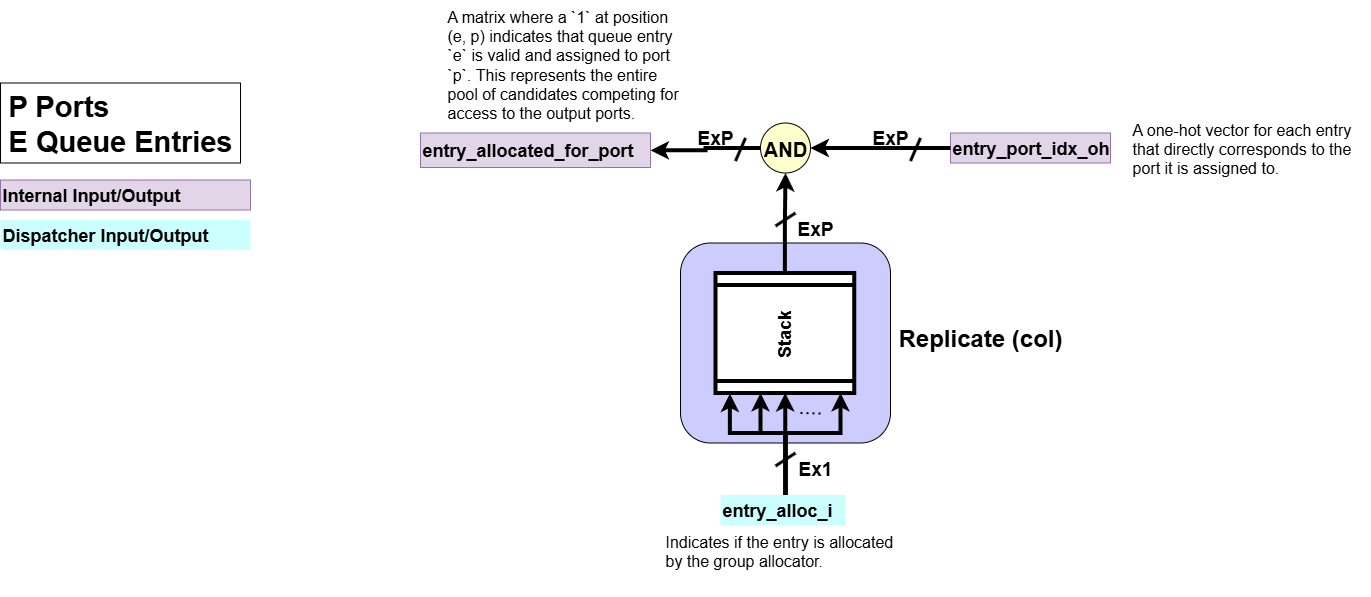 A matrix where a `1` at position
(e, p) indicates that queue entry
`e` is valid and assigned to port
`p`. This represents the entire
pool of candidates competing for
access to the output ports.
P Ports
E Queue Entries
Internal Input/Output
Dispatcher Input/Output
entry_allocated_for_port
ExP
AND
ExP
entry_port_idx_oh
A one-hot vector for each entry
that directly corresponds to the
port it is assigned to.
ExP
Stack
Replicate (col)
....
Ex1
entry_alloc_i
Indicates if the entry is allocated
by the group allocator.